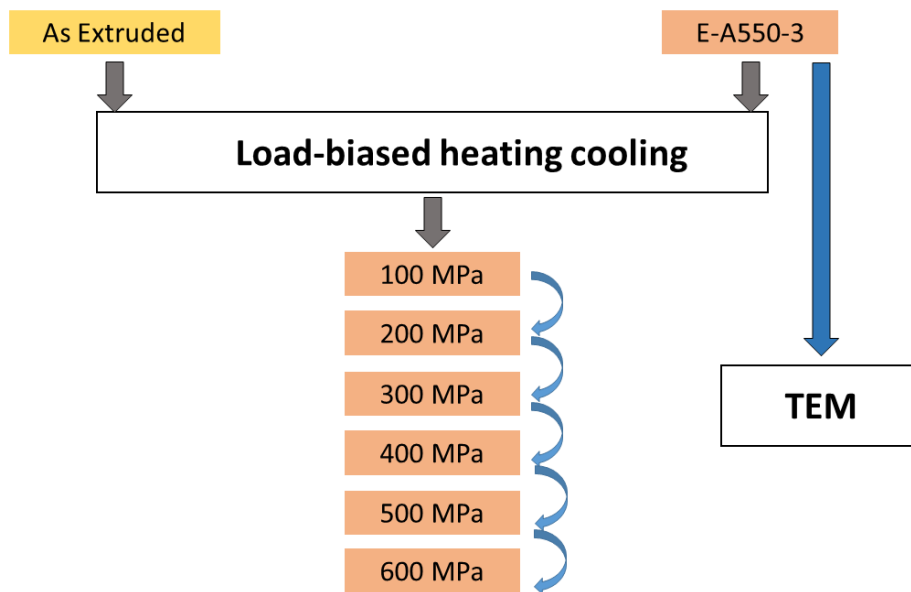 As Extruded
E-A550-3
Load-biased heating cooling
100 MPa
200 MPa
300 MPa
400 MPa
500 MPa
600 MPa
TEM